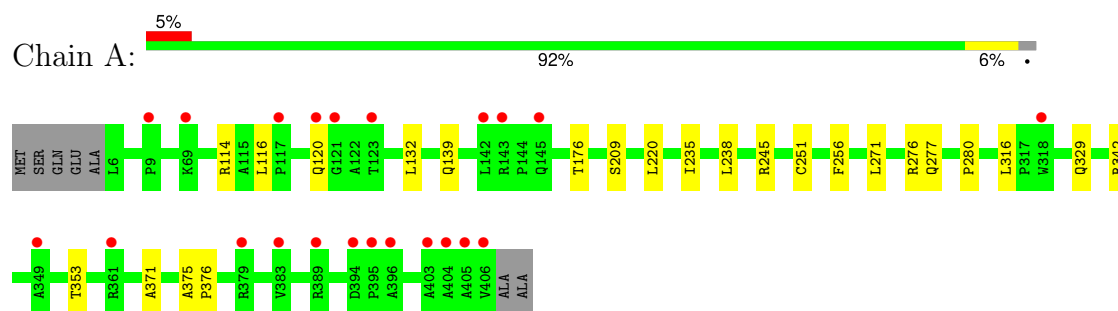 5%
Chain A:
92% 6% •
MET SER GLN GLU ALA L6 P9 K69 R114 A115 L116 P117 Q120 G121 A122 T123 L132 Q139 L142 R143 P144 Q145 T176 S209 L220 I235 L238 R245 C251 F256 L271 R276 Q277 P280 L316 P317 W318 Q329
A349 T353 R361 A371 A375 P376 R379 V383 R389 D394 P395 A396 A403 A404 A405 V406 ALA ALA